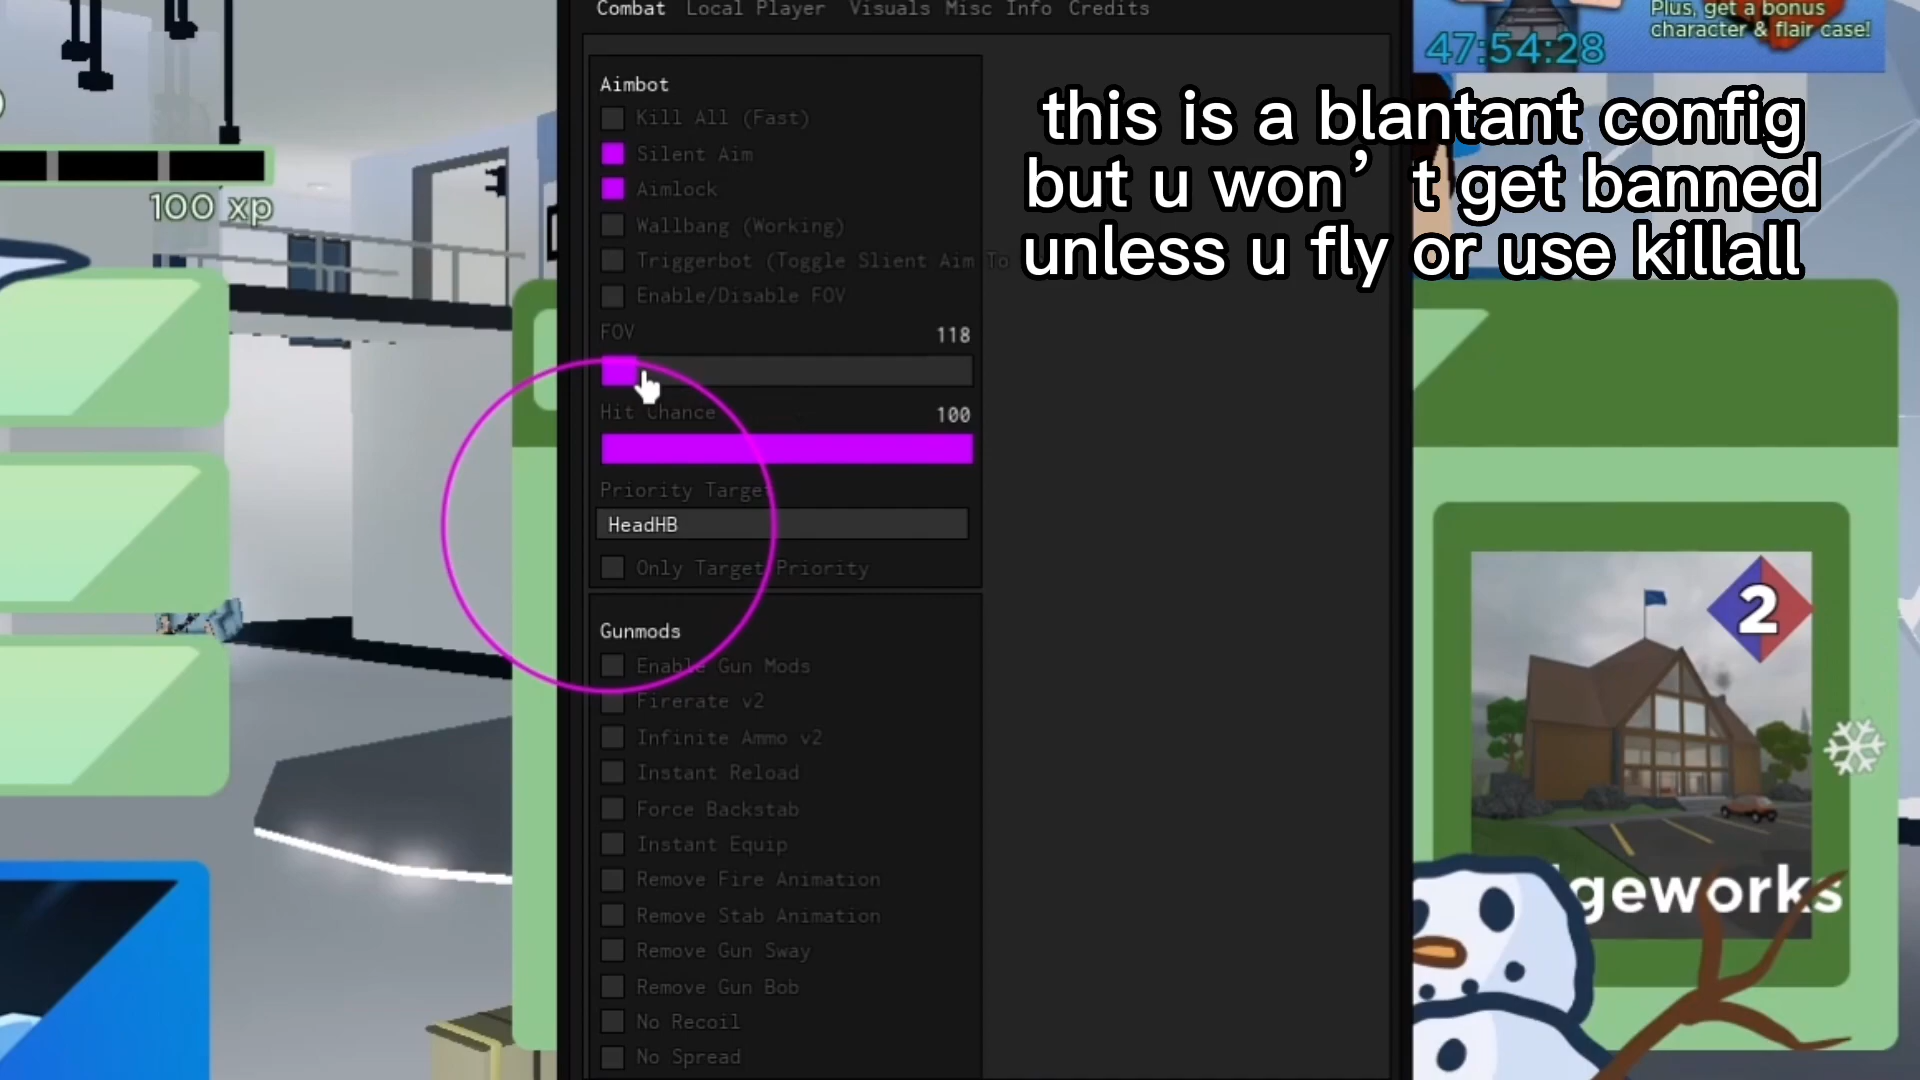 Combat Local Player Visuals Misc Info Credits
Plus, get a bonus
character & flair case!
47:54:28
this is a blantant config
but u won’t get banned
unless u fly or use killall
100 xp
Aimbot
Kill All (Fast)
Silent Aim
Aimlock
Wallbang (Working)
Triggerbot (Toggle Slient Aim To
Enable/Disable FOV
FOV 118
Hit Chance 100
Priority Target
HeadHB
Only Target Priority
Gunmods
Enable Gun Mods
Firerate v2
Infinite Ammo v2
Instant Reload
Force Backstab
Instant Equip
Remove Fire Animation
Remove Stab Animation
Remove Gun Sway
Remove Gun Bob
No Recoil
No Spread
2
geworks